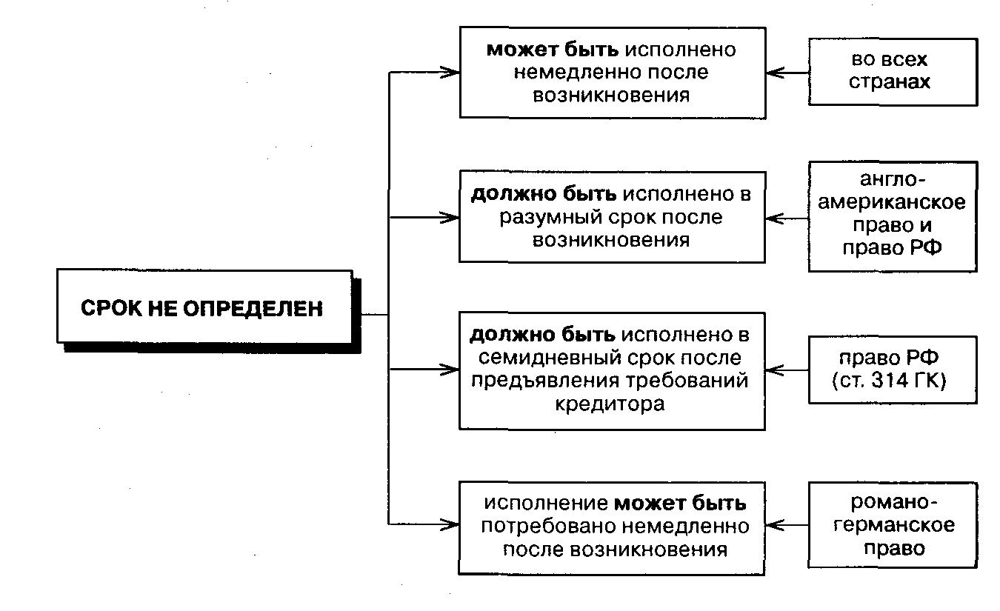 СРОК НЕ ОПРЕДЕЛЕН
может быть исполнено
немедленно после
возникновения
во всех
странах
должно быть исполнено в
разумный срок после
возникновения
англо-
американское
право и
право РФ
должно быть исполнено в
семидневный срок после
предъявления требований
кредитора
право РФ
(ст. 314 ГК)
исполнение может быть
потребовано немедленно
после возникновения
романо-
германское
право